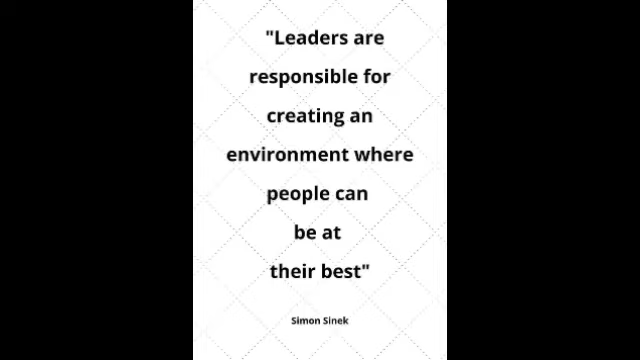 "Leaders are
responsible for
creating an
environment where
people can
be at
their best"
Simon Sinek